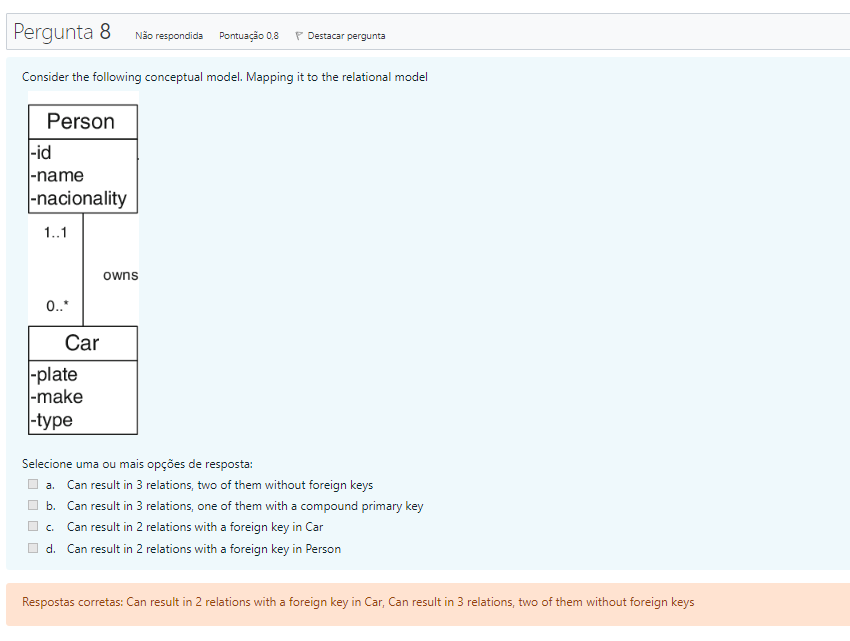 Pergunta 8 Não respondida Pontuação 0,8 Destacar pergunta
Consider the following conceptual model. Mapping it to the relational model
Person
-id
-name
-nacionality
1..1
owns
0..*
Car
-plate
-make
-type
Selecione uma ou mais opções de resposta:
a. Can result in 3 relations, two of them without foreign keys
b. Can result in 3 relations, one of them with a compound primary key
c. Can result in 2 relations with a foreign key in Car
d. Can result in 2 relations with a foreign key in Person
Respostas corretas: Can result in 2 relations with a foreign key in Car, Can result in 3 relations, two of them without foreign keys